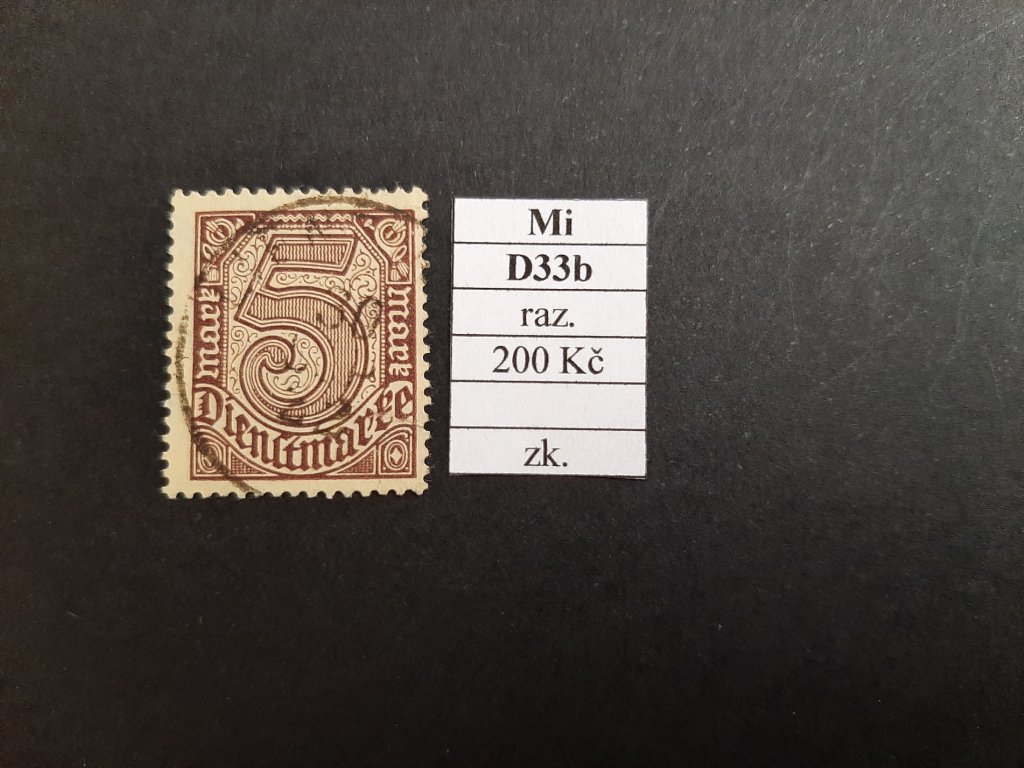 5
Mark
Mark
Dienſtmarke
Mi
D33b
raz.
200 Kč
zk.